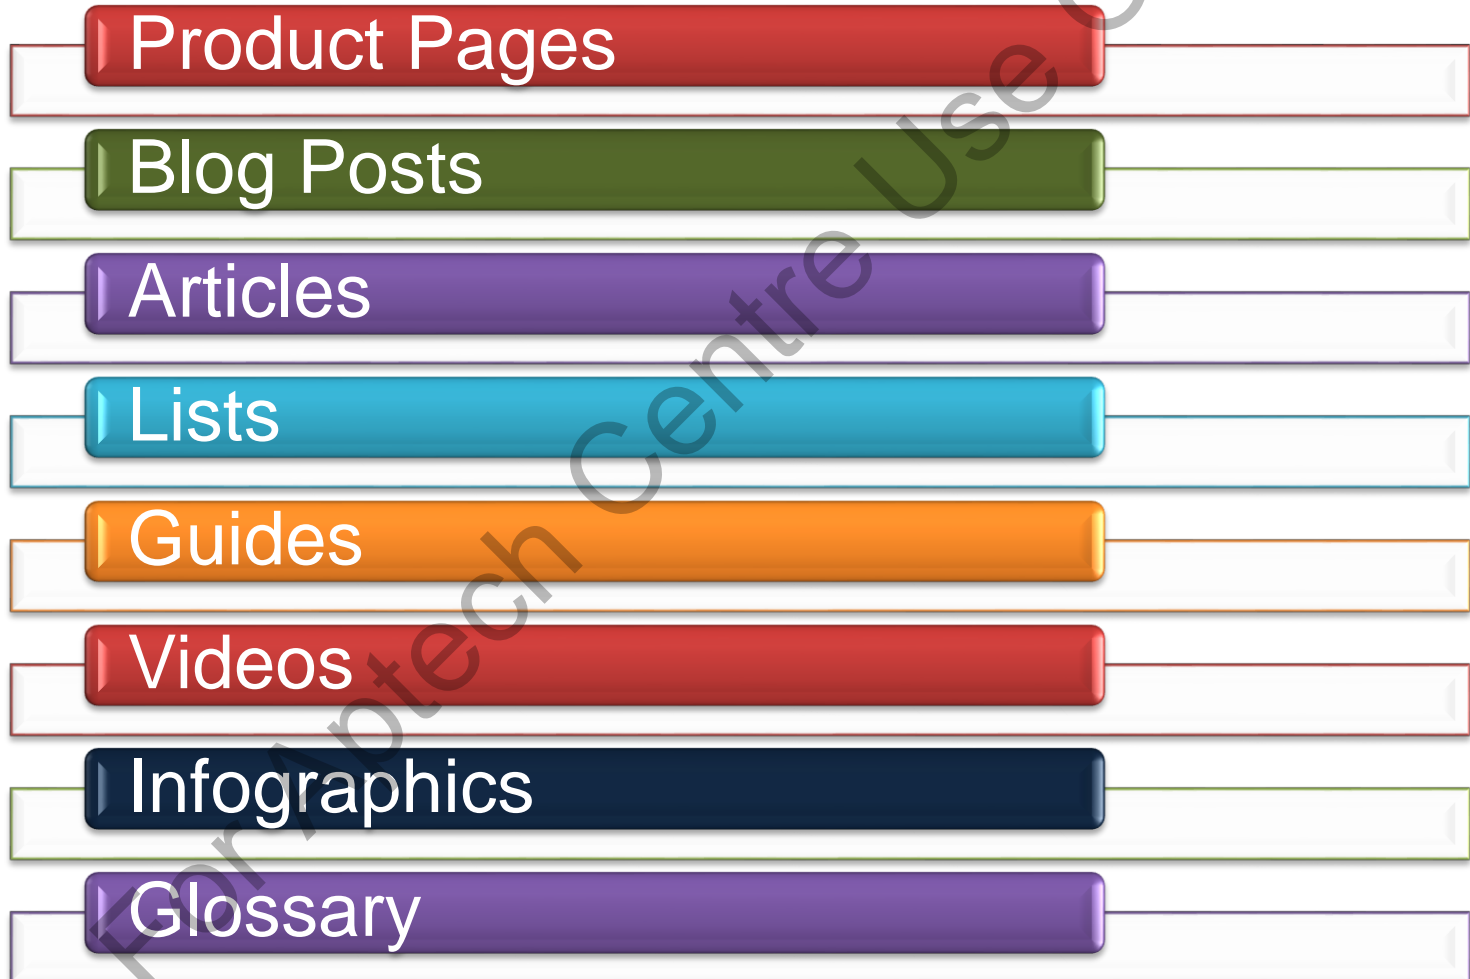 Product Pages
Blog Posts
Articles
Lists
Guides
Videos
Infographics
Glossary
For Aptech Centre Use